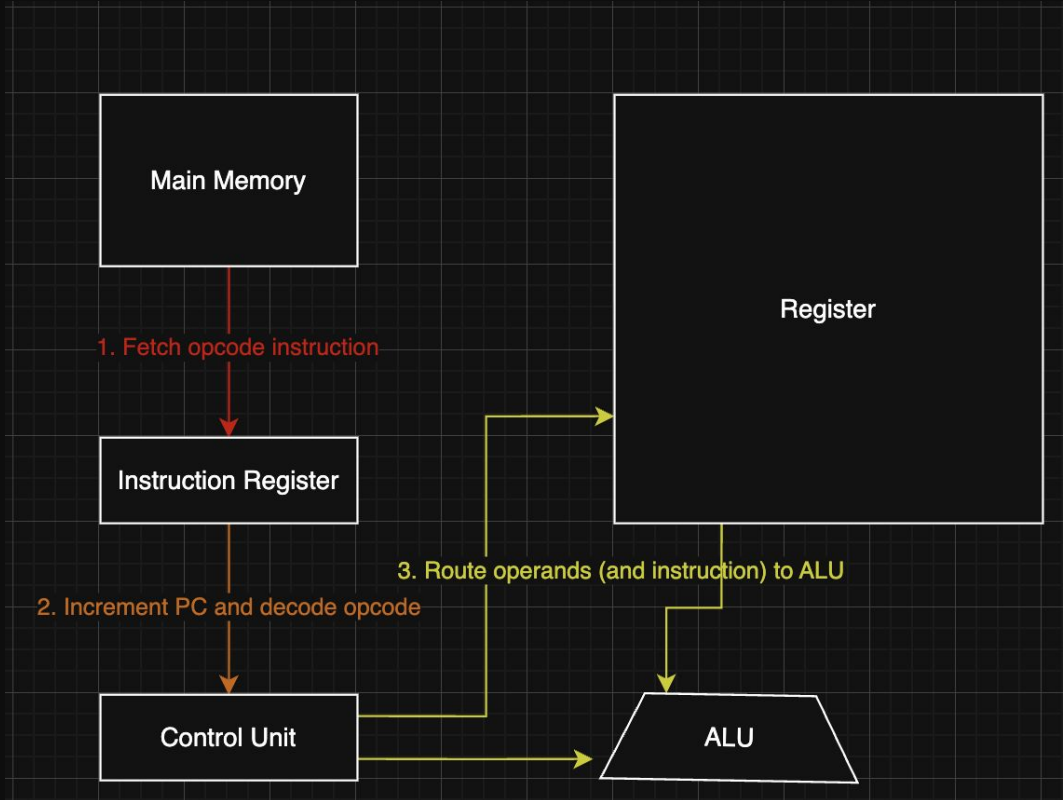 Main Memory
Register
1. Fetch opcode instruction
Instruction Register
3. Route operands (and instruction) to ALU
2. Increment PC and decode opcode
Control Unit
ALU